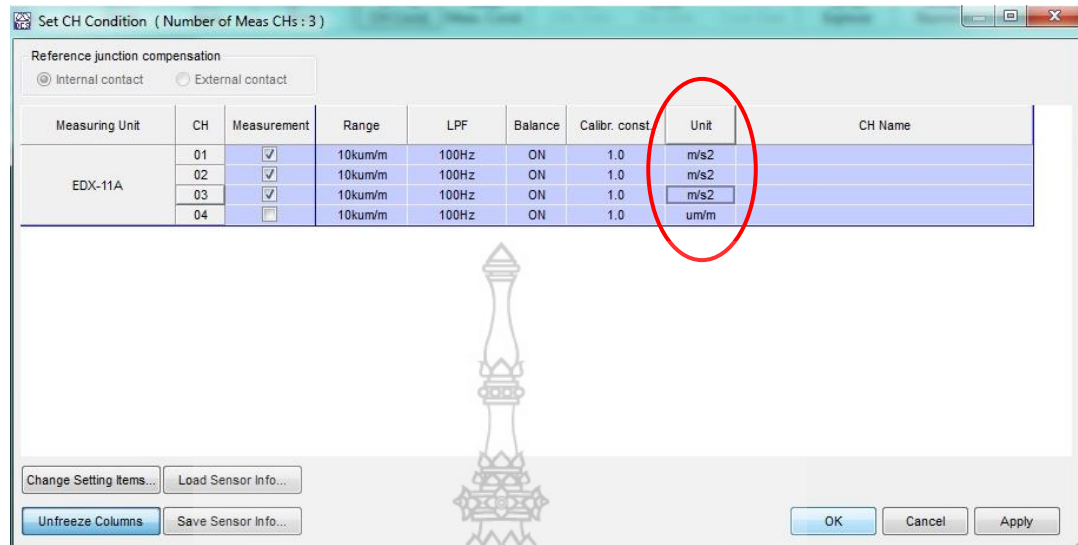 Set CH Condition ( Number of Meas CHs : 3 )
Reference junction compensation
Internal contact External contact
Measuring Unit CH Measurement Range LPF Balance Calibr. const. Unit CH Name
EDX-11A
01 10kum/m 100Hz ON 1.0 m/s2
02 10kum/m 100Hz ON 1.0 m/s2
03 10kum/m 100Hz ON 1.0 m/s2
04 10kum/m 100Hz ON 1.0 um/m
Change Setting Items... Load Sensor Info...
Unfreeze Columns Save Sensor Info... OK Cancel Apply